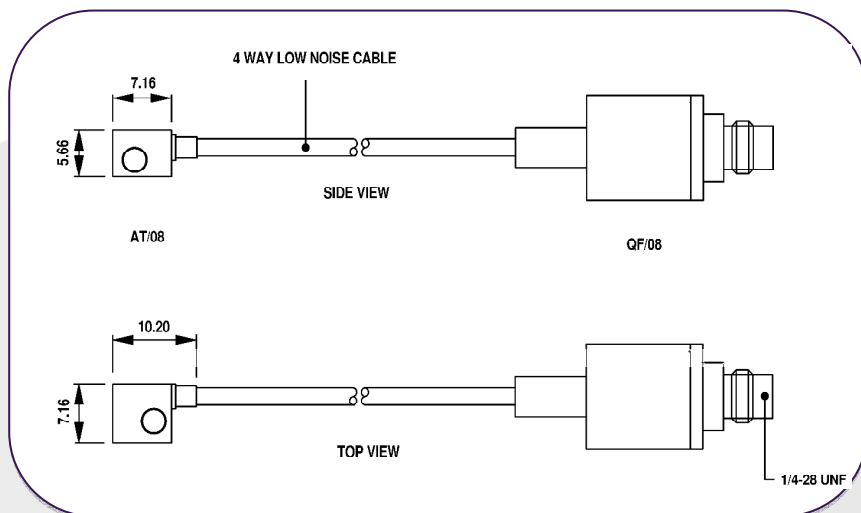 4 WAY LOW NOISE CABLE
7.16
5.66
SIDE VIEW
AT/08
QF/08
10.20
7.16
TOP VIEW
1/4-28 UNF